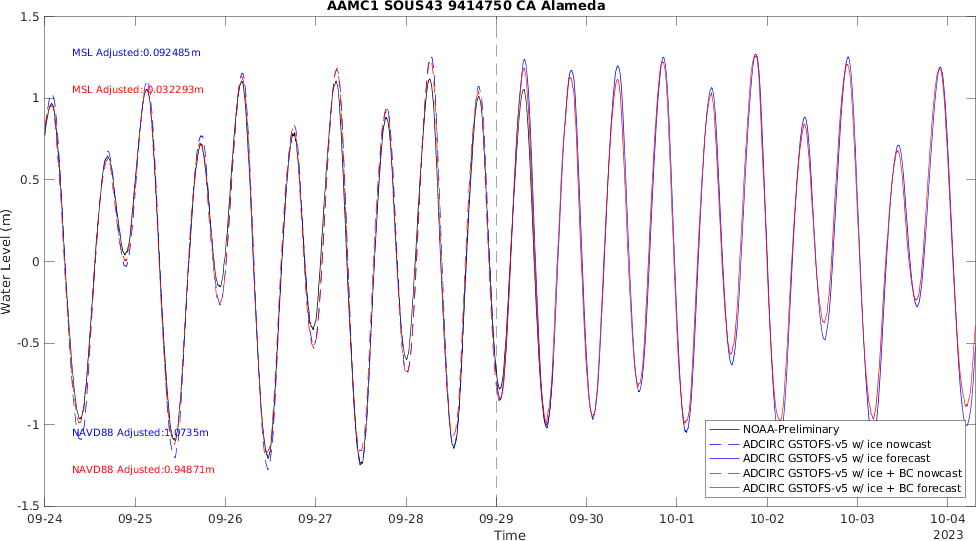 AAMC1 SOUS43 9414750 CA Alameda
1.5
1
0.5
0
-0.5
-1
-1.5
Water Level (m)
MSL Adjusted:0.092485m
MSL Adjusted:0.032293m
NAVD88 Adjusted:1.0735m
NAVD88 Adjusted:0.94871m
NOAA-Preliminary
ADCIRC GSTOFS-v5 w/ ice nowcast
ADCIRC GSTOFS-v5 w/ ice forecast
ADCIRC GSTOFS-v5 w/ ice + BC nowcast
ADCIRC GSTOFS-v5 w/ ice + BC forecast
09-24 09-25 09-26 09-27 09-28 09-29 09-30 10-01 10-02 10-03 10-04
Time
2023